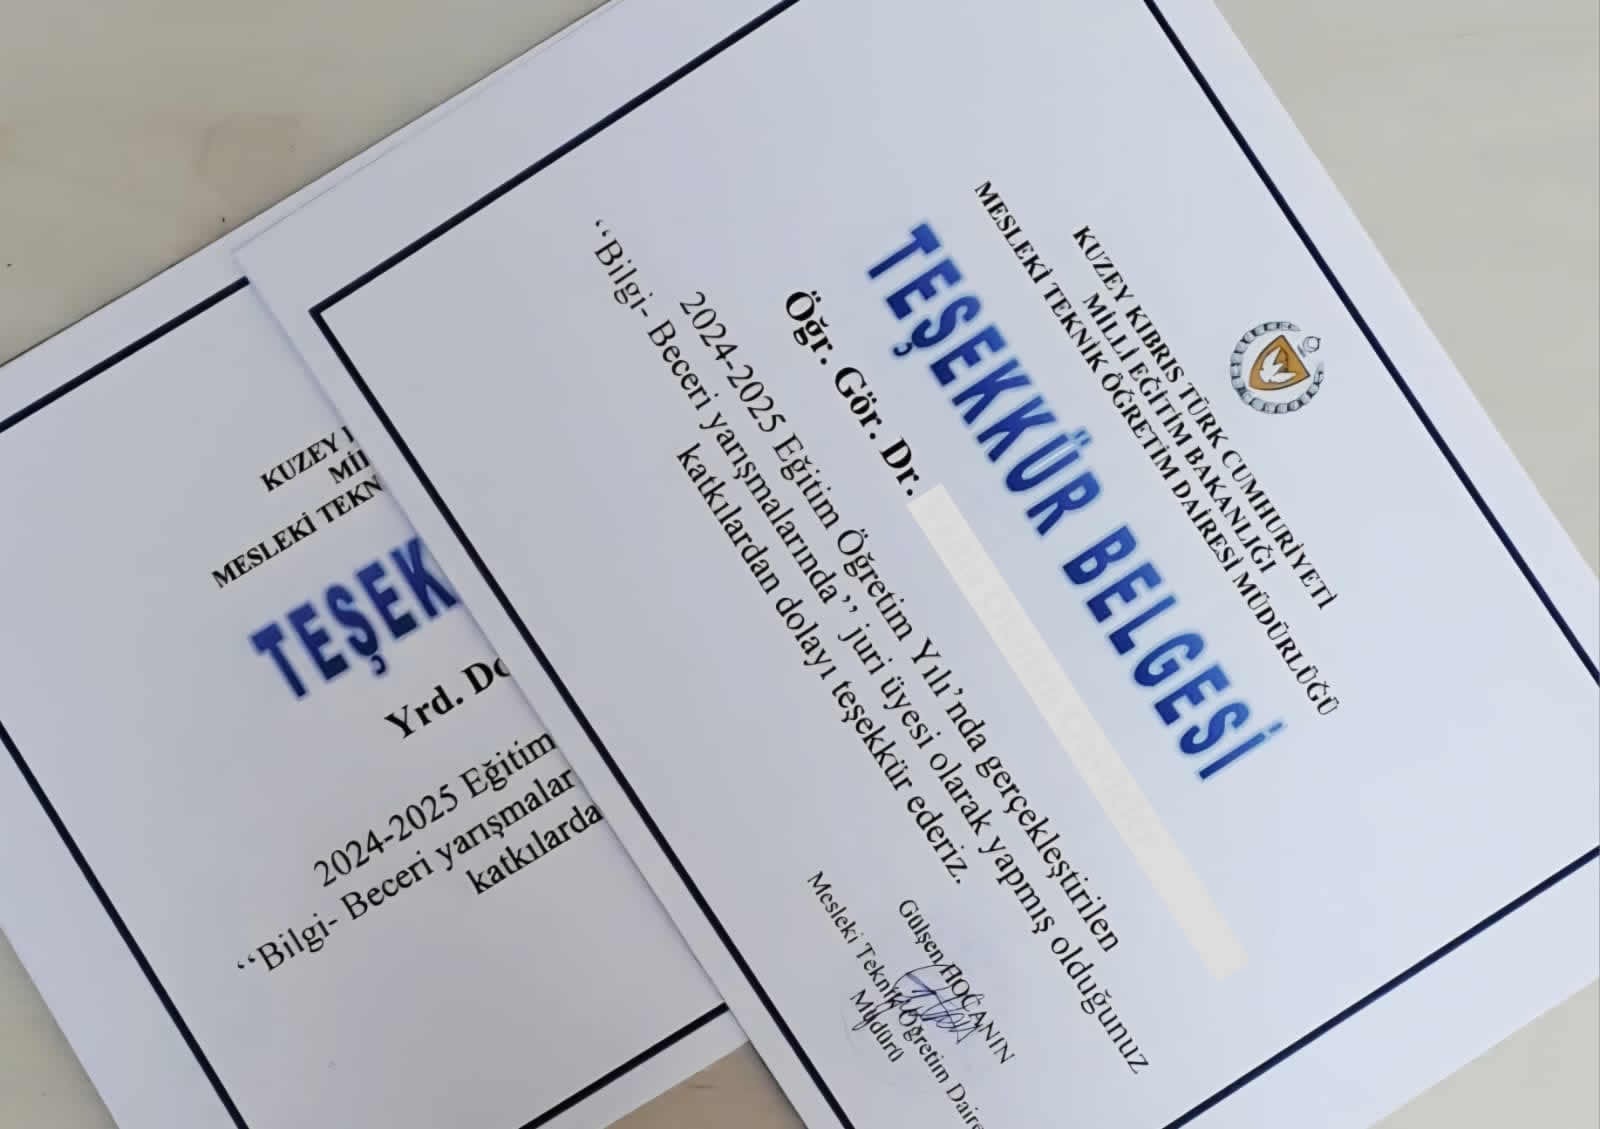 KUZEY KIBRIS TÜRK CUMHURİYETİ
MİLLİ EĞİTİM BAKANLIĞI
MESLEKİ TEKNİK ÖĞRETİM DAİRESİ MÜDÜRLÜĞÜ
TEŞEKKÜR BELGESİ
Öğr. Gör. Dr.
2024-2025 Eğitim Öğretim Yılı’nda gerçekleştirilen
‘‘Bilgi- Beceri yarışmalarında’’ juri üyesi olarak yapmış olduğunuz
katkılardan dolayı teşekkür ederiz.
Gülşen HOCANIN
Mesleki Teknik Öğretim
Müdürü
KUZEY
MESLEKİ
TEŞEK
Yrd.
2024-2025 Eğitim
‘‘Bilgi- Beceri yarışmalar
katkılarda